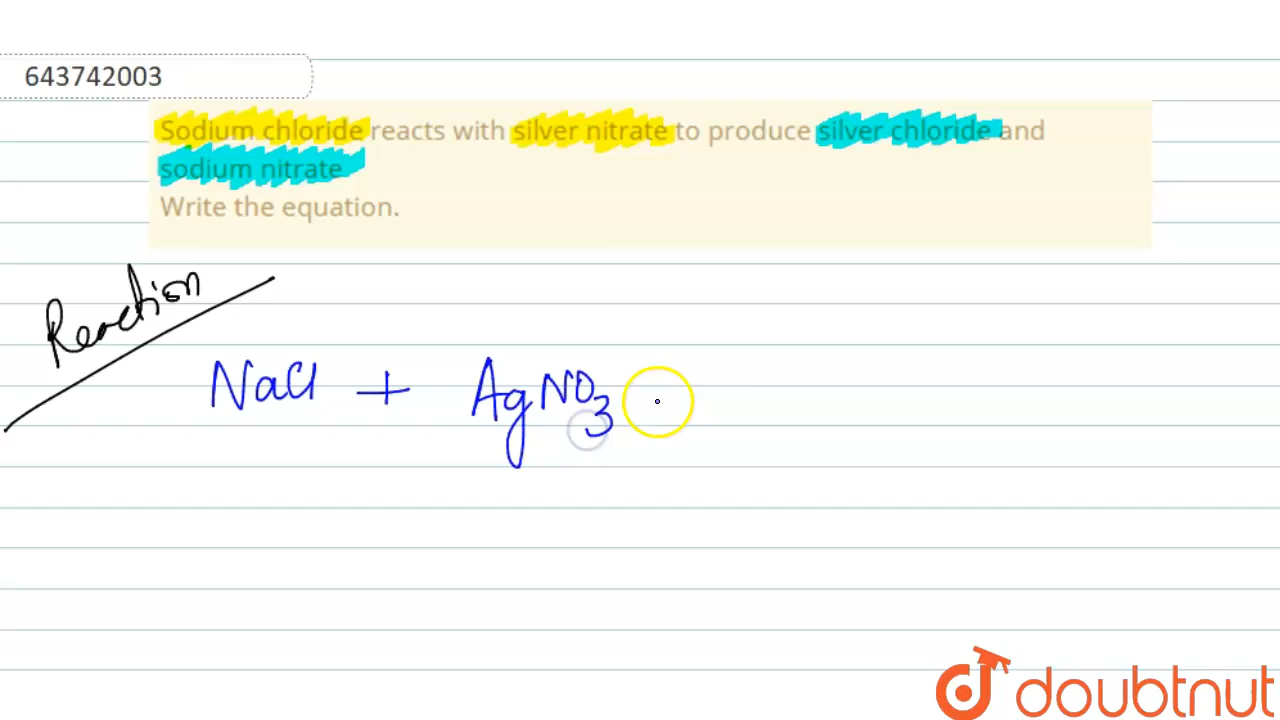 643742003
Sodium chloride reacts with silver nitrate to produce silver chloride and
sodium nitrate
Write the equation.
Reaction
NaCl + AgNO3
doubtnut